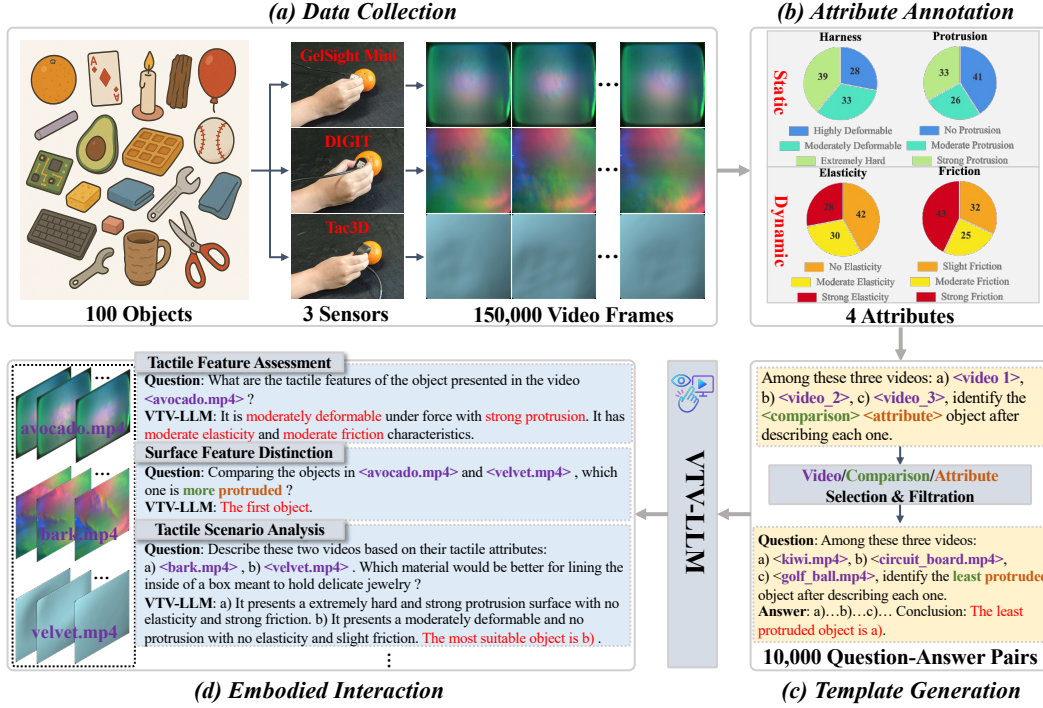 (a) Data Collection
A
A
GelSight Mini
DIGIT
Tac3D
100 Objects
3 Sensors
150,000 Video Frames
(b) Attribute Annotation
Static
Dynamic
Harness
39
28
33
Highly Deformable
Moderately Deformable
Extremely Hard
Protrusion
33
41
26
No Protrusion
Moderate Protrusion
Strong Protrusion
Elasticity
28
42
30
No Elasticity
Moderate Elasticity
Strong Elasticity
Friction
43
32
25
Slight Friction
Moderate Friction
Strong Friction
4 Attributes
Among these three videos: a) <video 1>,
b) <video_2>, c) <video_3>, identify the
<comparison> <attribute> object after
describing each one.
Video/Comparison/Attribute
Selection & Filtration
Question: Among these three videos:
a) <kiwi.mp4>, b) <circuit_board.mp4>,
c) <golf_ball.mp4>, identify the least protruded
object after describing each one.
Answer: a)…b)…c)… Conclusion: The least
protruded object is a).
10,000 Question-Answer Pairs
(c) Template Generation
VTV-LLM
avocado.mp4
bark.mp4
velvet.mp4
Tactile Feature Assessment
Question: What are the tactile features of the object presented in the video
<avocado.mp4> ?
VTV-LLM: It is moderately deformable under force with strong protrusion. It has
moderate elasticity and moderate friction characteristics.
Surface Feature Distinction
Question: Comparing the objects in <avocado.mp4> and <velvet.mp4> , which
one is more protruded ?
VTV-LLM: The first object.
Tactile Scenario Analysis
Question: Describe these two videos based on their tactile attributes:
a) <bark.mp4> , b) <velvet.mp4> . Which material would be better for lining the
inside of a box meant to hold delicate jewelry ?
VTV-LLM: a) It presents a extremely hard and strong protrusion surface with no
elasticity and strong friction. b) It presents a moderately deformable and no
protrusion with no elasticity and slight friction. The most suitable object is b) .
(d) Embodied Interaction